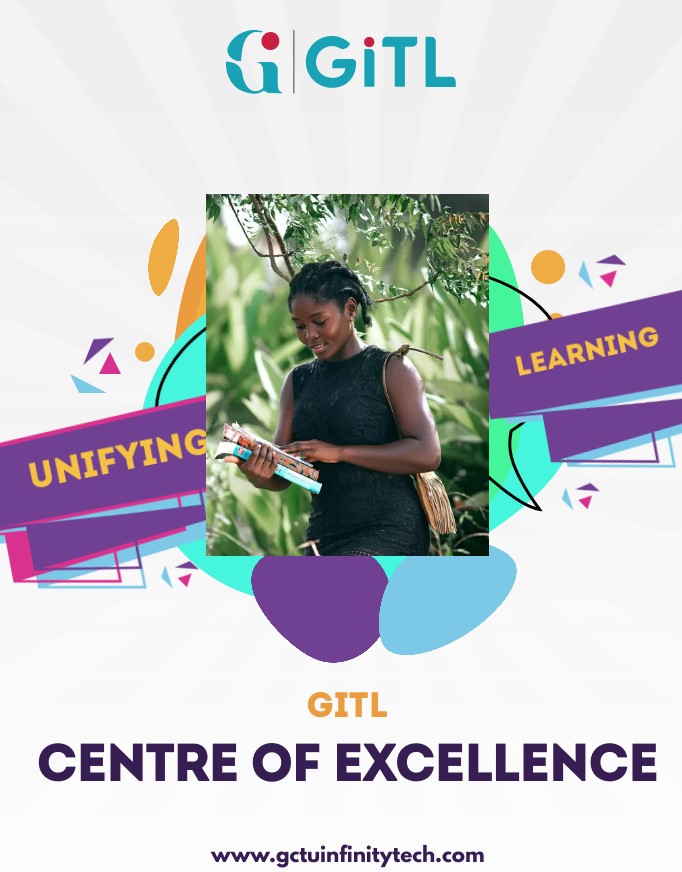 GiTL
UNIFYING
LEARNING
GITL
CENTRE OF EXCELLENCE
www.gctuinfinitytech.com